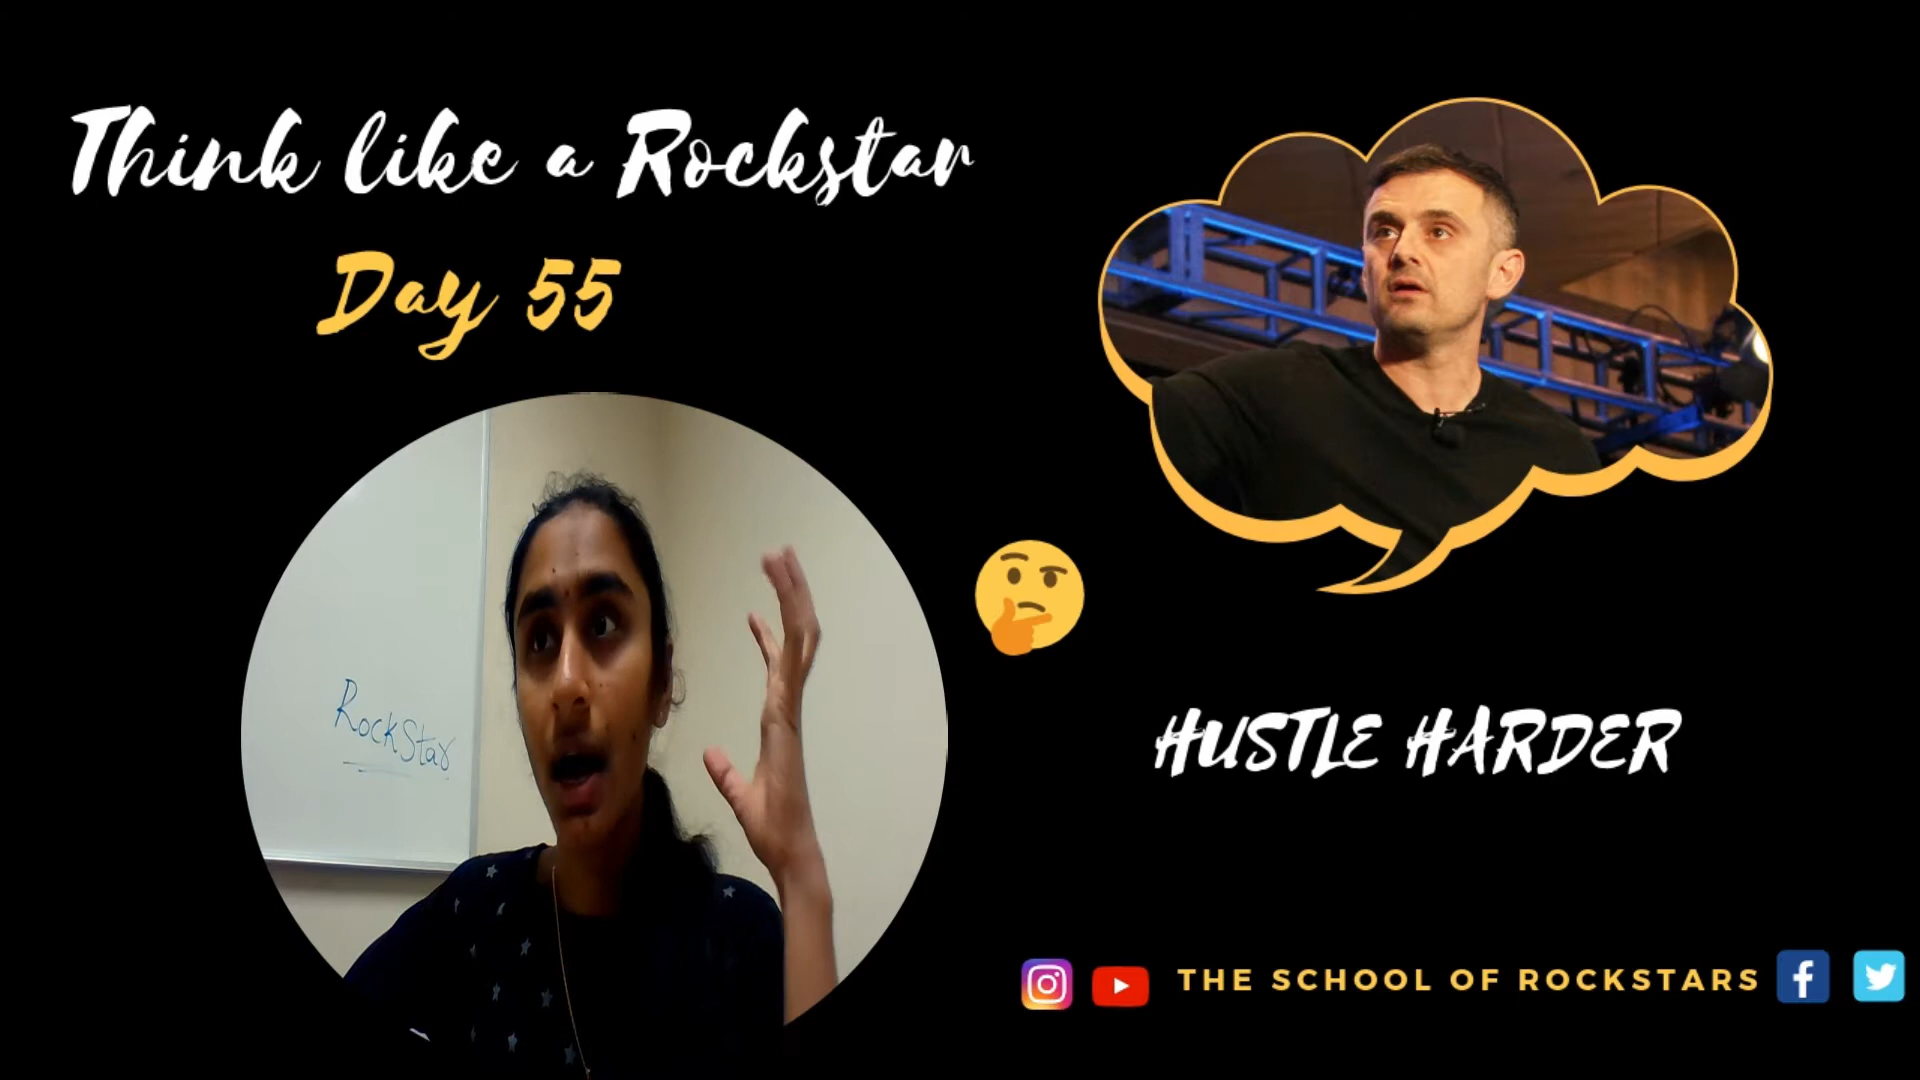 Think like a Rockstar
Day 55
RockStar
HUSTLE HARDER
THE SCHOOL OF ROCKSTARS